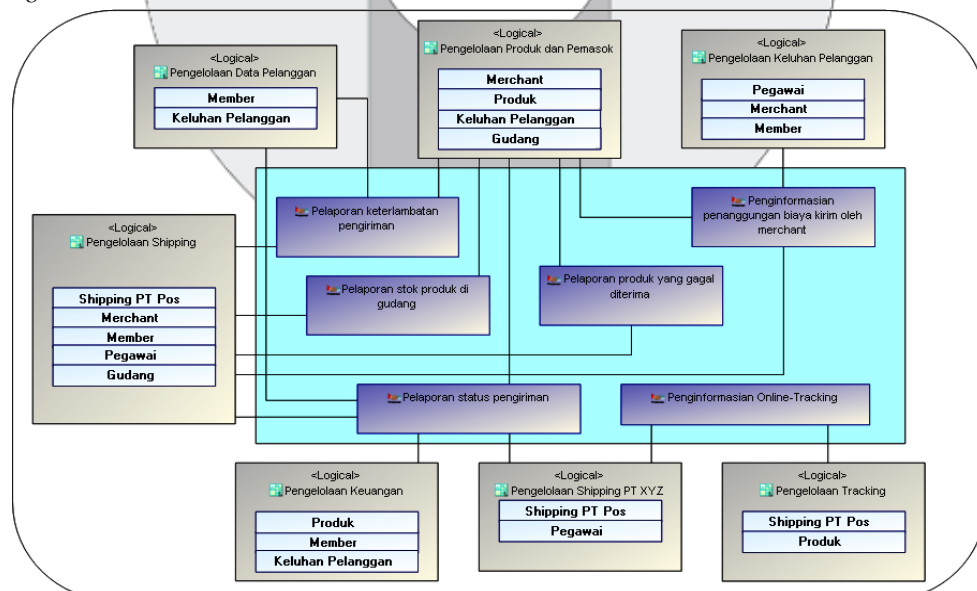 <Logical>
Pengelolaan Data Pelanggan
Member
Keluhan Pelanggan
<Logical>
Pengelolaan Produk dan Pemasok
Merchant
Produk
Keluhan Pelanggan
Gudang
<Logical>
Pengelolaan Keluhan Pelanggan
Pegawai
Merchant
Member
Pelaporan keterlambatan
pengiriman
Penginformasian
penanggungan biaya kirim oleh
merchant
<Logical>
Pengelolaan Shipping
Shipping PT Pos
Merchant
Member
Pegawai
Gudang
Pelaporan stok produk di
gudang
Pelaporan produk yang gagal
diterima
Pelaporan status pengiriman
Penginformasian Online-Tracking
<Logical>
Pengelolaan Keuangan
Produk
Member
Keluhan Pelanggan
<Logical>
Pengelolaan Shipping PT XYZ
Shipping PT Pos
Pegawai
<Logical>
Pengelolaan Tracking
Shipping PT Pos
Produk